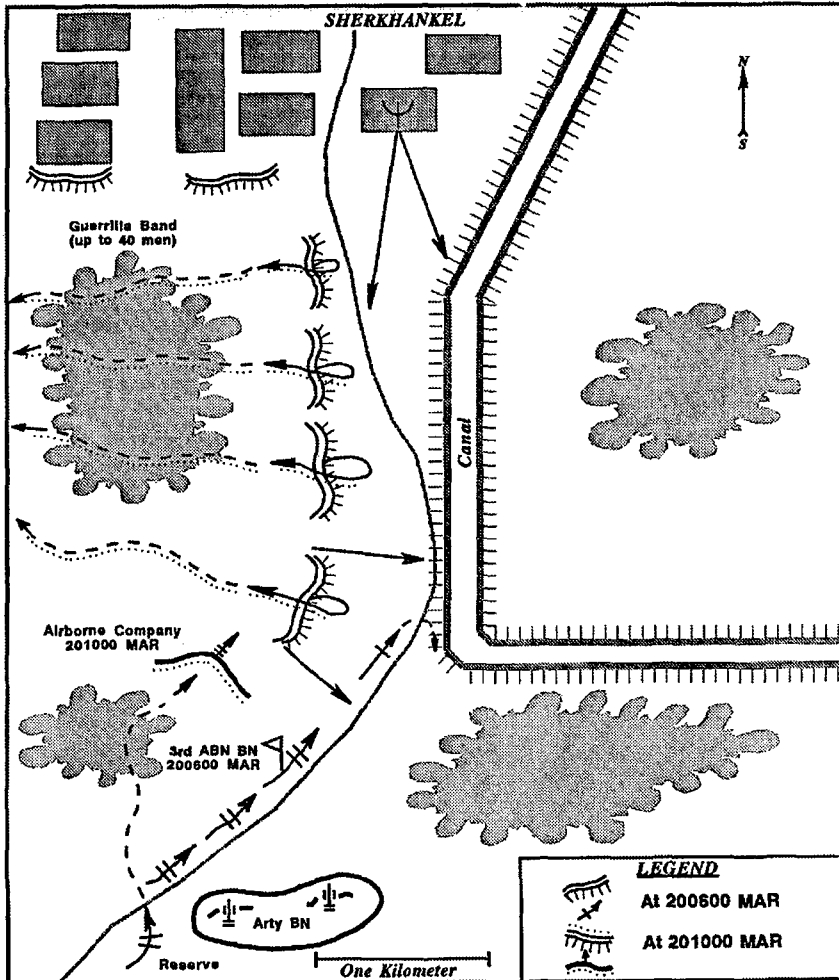 SHERKHANKEL
N
S
Guerrilla Band
(up to 40 men)
Canal
Airborne Company
201000 MAR
3rd ABN BN
200600 MAR
Arty BN
Reserve
One Kilometer
LEGEND
At 200600 MAR
At 201000 MAR